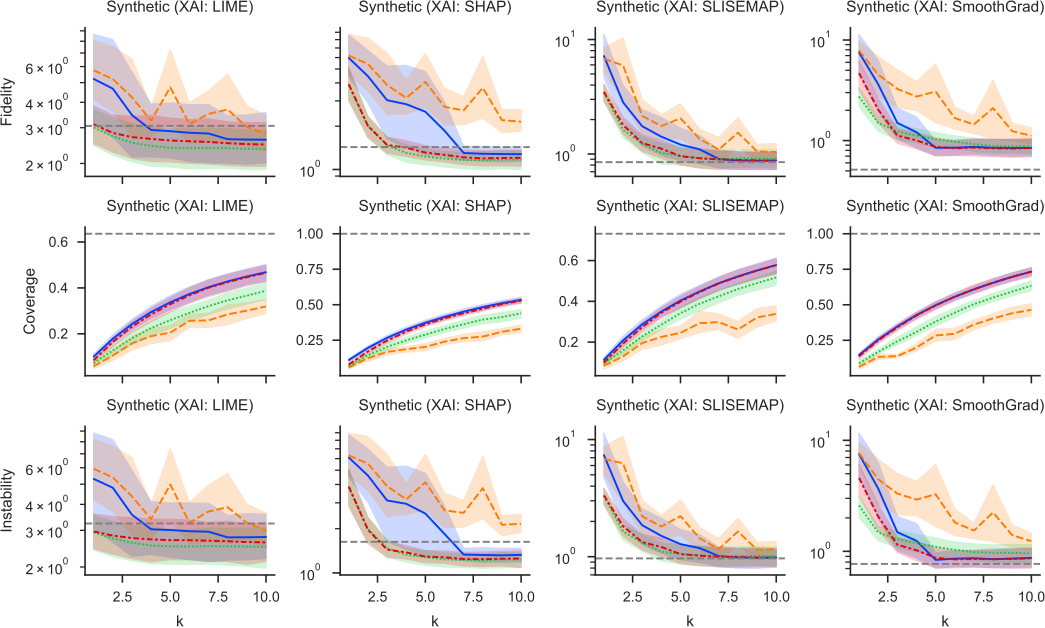 Synthetic (XAI: LIME) Synthetic (XAI: SHAP) Synthetic (XAI: SLISEMAP) Synthetic (XAI: SmoothGrad)
Fidelity
6 × 10⁰
4 × 10⁰
3 × 10⁰
2 × 10⁰
10⁰
10¹
10⁰
10¹
10⁰
Synthetic (XAI: LIME) Synthetic (XAI: SHAP) Synthetic (XAI: SLISEMAP) Synthetic (XAI: SmoothGrad)
Coverage
0.6
0.4
0.2
1.00
0.75
0.50
0.25
0.6
0.4
0.2
1.00
0.75
0.50
0.25
Synthetic (XAI: LIME) Synthetic (XAI: SHAP) Synthetic (XAI: SLISEMAP) Synthetic (XAI: SmoothGrad)
Instability
6 × 10⁰
4 × 10⁰
3 × 10⁰
2 × 10⁰
10⁰
10¹
10⁰
10¹
10⁰
2.5 5.0 7.5 10.0 2.5 5.0 7.5 10.0 2.5 5.0 7.5 10.0 2.5 5.0 7.5 10.0
k k k k